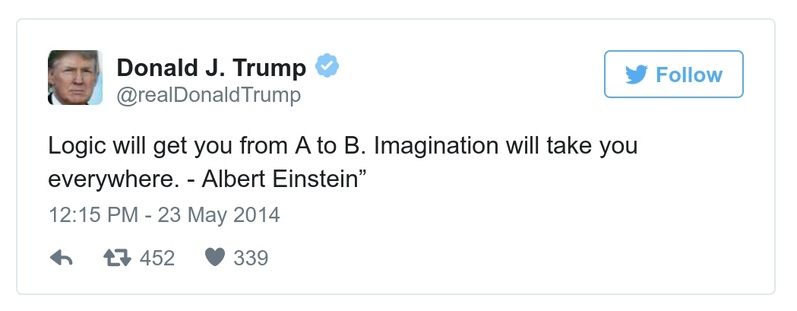 Donald J. Trump
@realDonaldTrump
Follow
Logic will get you from A to B. Imagination will take you
everywhere. - Albert Einstein”
12:15 PM - 23 May 2014
452 339